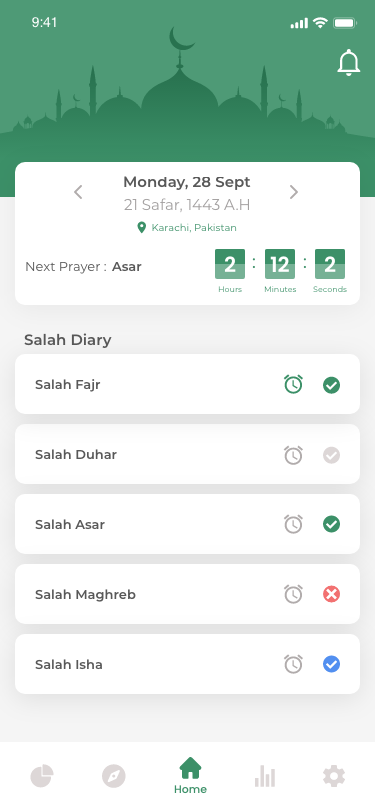 9:41
Monday, 28 Sept
21 Safar, 1443 A.H
Karachi, Pakistan
Next Prayer : Asar
2 : 12 : 2
Hours Minutes Seconds
Salah Diary
Salah Fajr
Salah Duhar
Salah Asar
Salah Maghreb
Salah Isha
Home